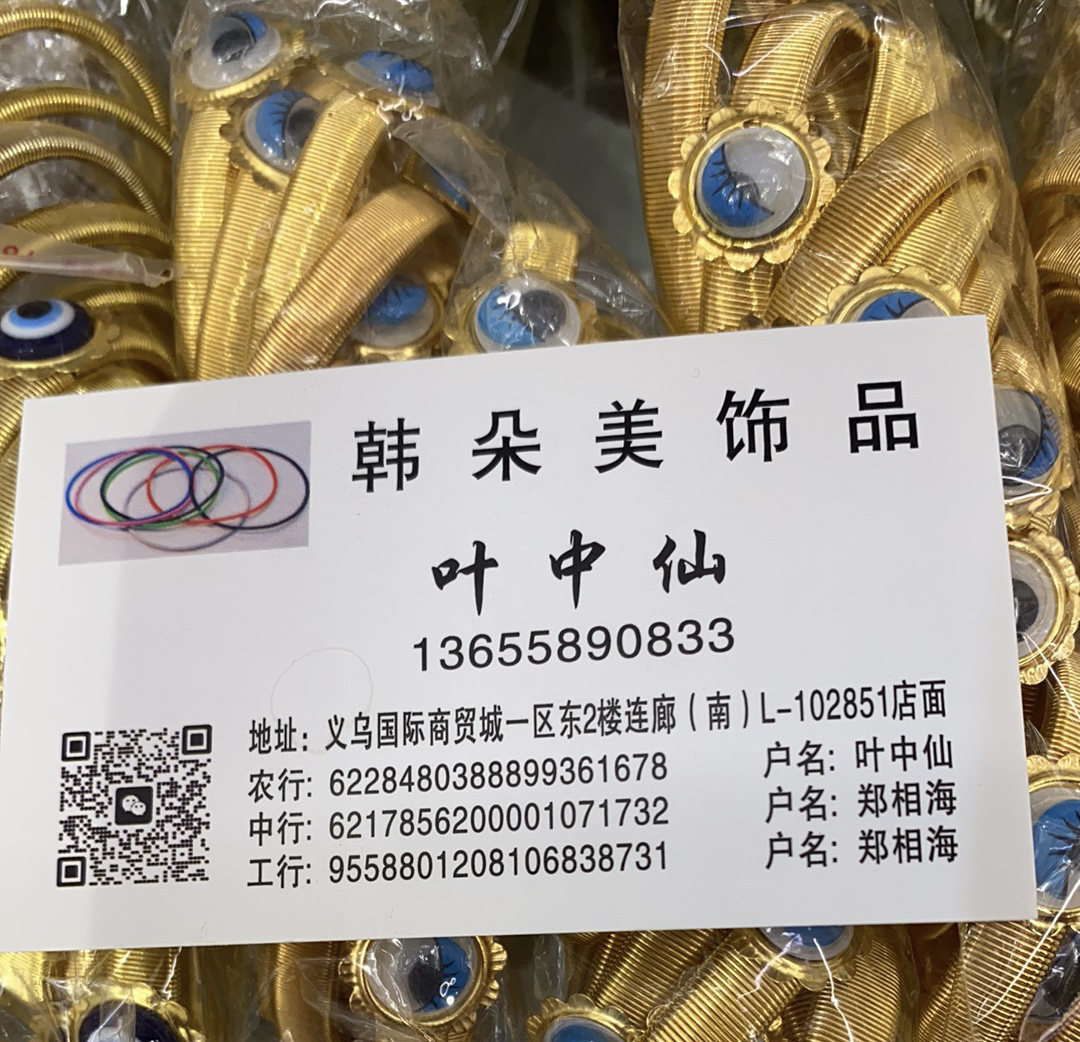 韩朵美饰品
叶中仙
13655890833
地址：义乌国际商贸城一区东2楼连廊（南）L-102851店面
农行: 6228480388899361678 户名: 叶中仙
中行: 6217856200001071732 户名: 郑相海
工行: 9558801208106838731 户名: 郑相海